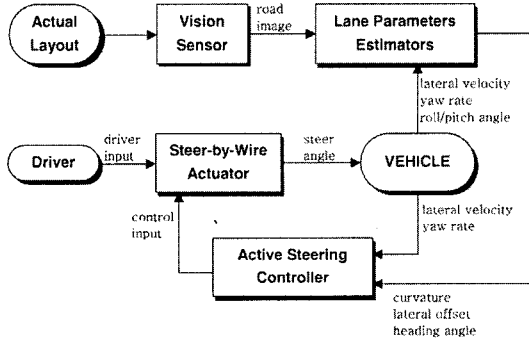 Actual
Layout
Vision
Sensor
road
image
Lane Parameters
Estimators
lateral velocity
yaw rate
roll/pitch angle
Driver
driver
input
Steer-by-Wire
Actuator
steer
angle
VEHICLE
control
input
lateral velocity
yaw rate
Active Steering
Controller
curvature
lateral offset
heading angle